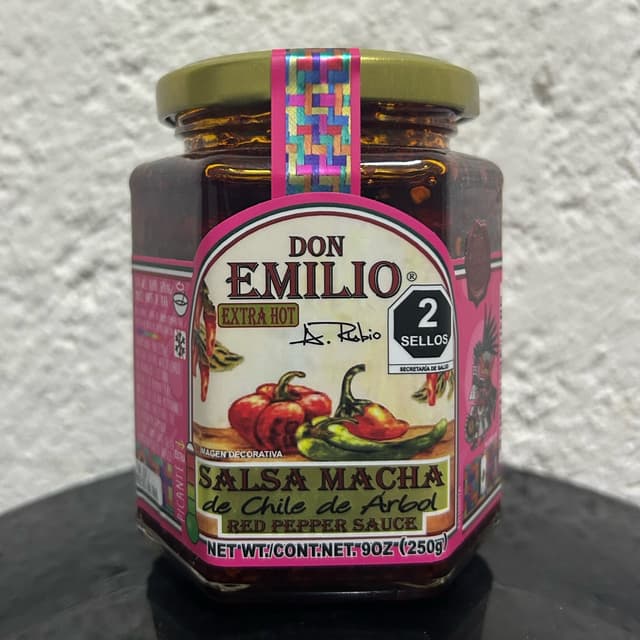 DON
EMILIO®
EXTRA HOT
A. Rubio
2
SELLOS
SECRETARÍA DE SALUD
IMAGEN DECORATIVA
SALSA MACHA
de Chile de Árbol
RED PEPPER SAUCE
NET WT./CONT.NET. 9OZ (250g)
PICANTE